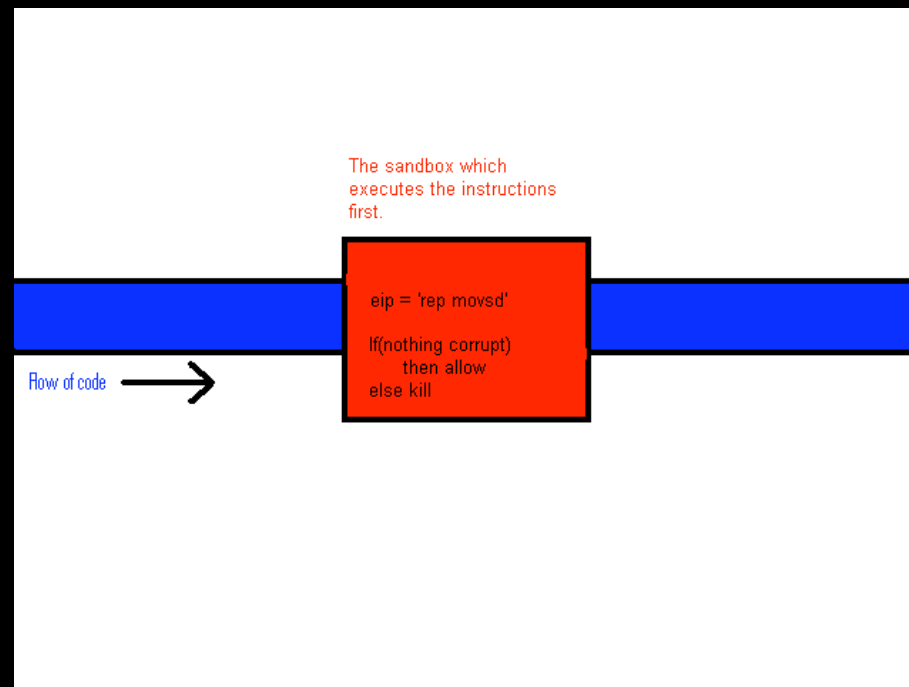 The sandbox which
executes the instructions
first.
eip = 'rep movsd'
If(nothing corrupt)
then allow
else kill
Flow of code